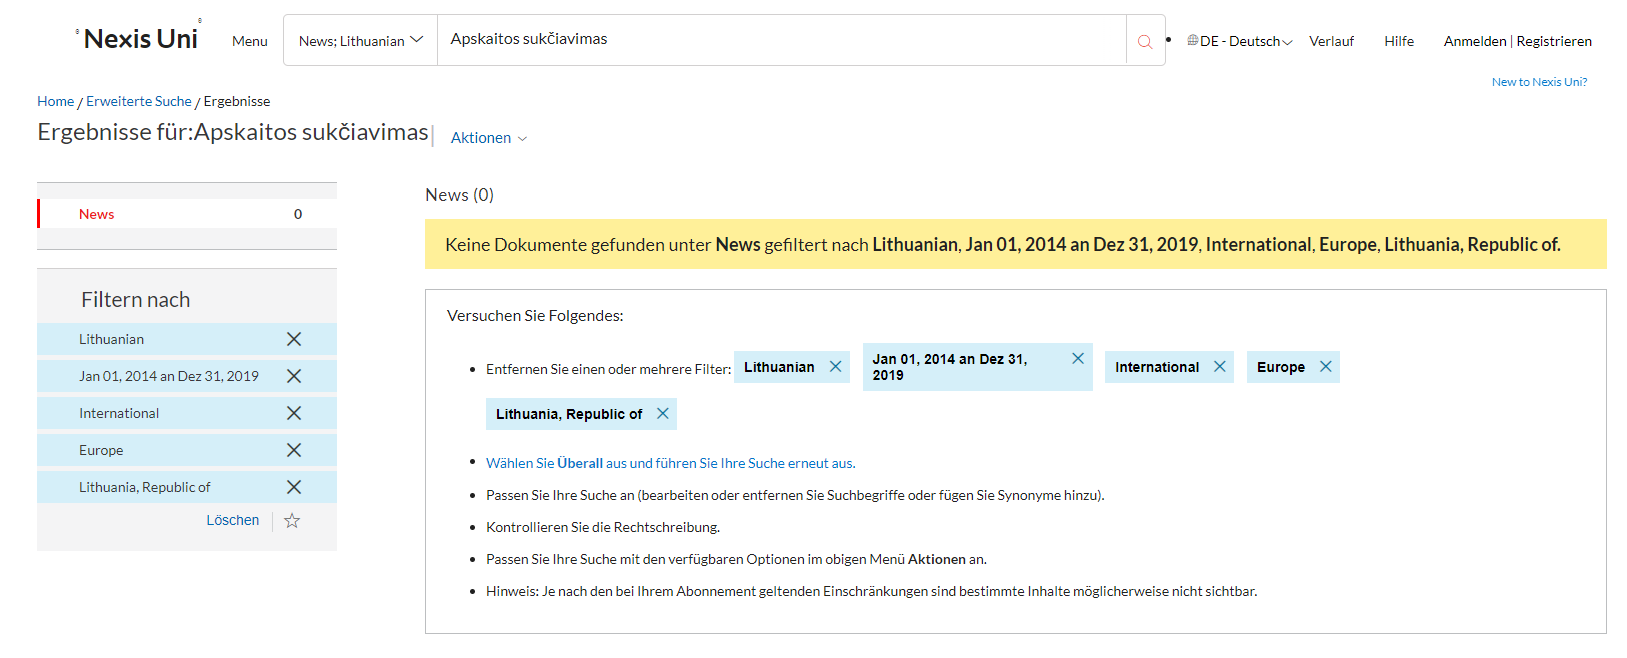 ® Nexis Uni ®
Menu
News; Lithuanian
Apskaitos sukčiavimas
DE - Deutsch
Verlauf
Hilfe
Anmelden | Registrieren
New to Nexis Uni?
Home / Erweiterte Suche / Ergebnisse
Ergebnisse für:Apskaitos sukčiavimas|
Aktionen
News 0
Filtern nach
Lithuanian
Jan 01, 2014 an Dez 31, 2019
International
Europe
Lithuania, Republic of
Löschen
News (0)
Keine Dokumente gefunden unter News gefiltert nach Lithuanian, Jan 01, 2014 an Dez 31, 2019, International, Europe, Lithuania, Republic of.
Versuchen Sie Folgendes:
• Entfernen Sie einen oder mehrere Filter: Lithuanian
Jan 01, 2014 an Dez 31,
2019
International
Europe
Lithuania, Republic of
• Wählen Sie Überall aus und führen Sie Ihre Suche erneut aus.
• Passen Sie Ihre Suche an (bearbeiten oder entfernen Sie Suchbegriffe oder fügen Sie Synonyme hinzu).
• Kontrollieren Sie die Rechtschreibung.
• Passen Sie Ihre Suche mit den verfügbaren Optionen im obigen Menü Aktionen an.
• Hinweis: Je nach den bei Ihrem Abonnement geltenden Einschränkungen sind bestimmte Inhalte möglicherweise nicht sichtbar.